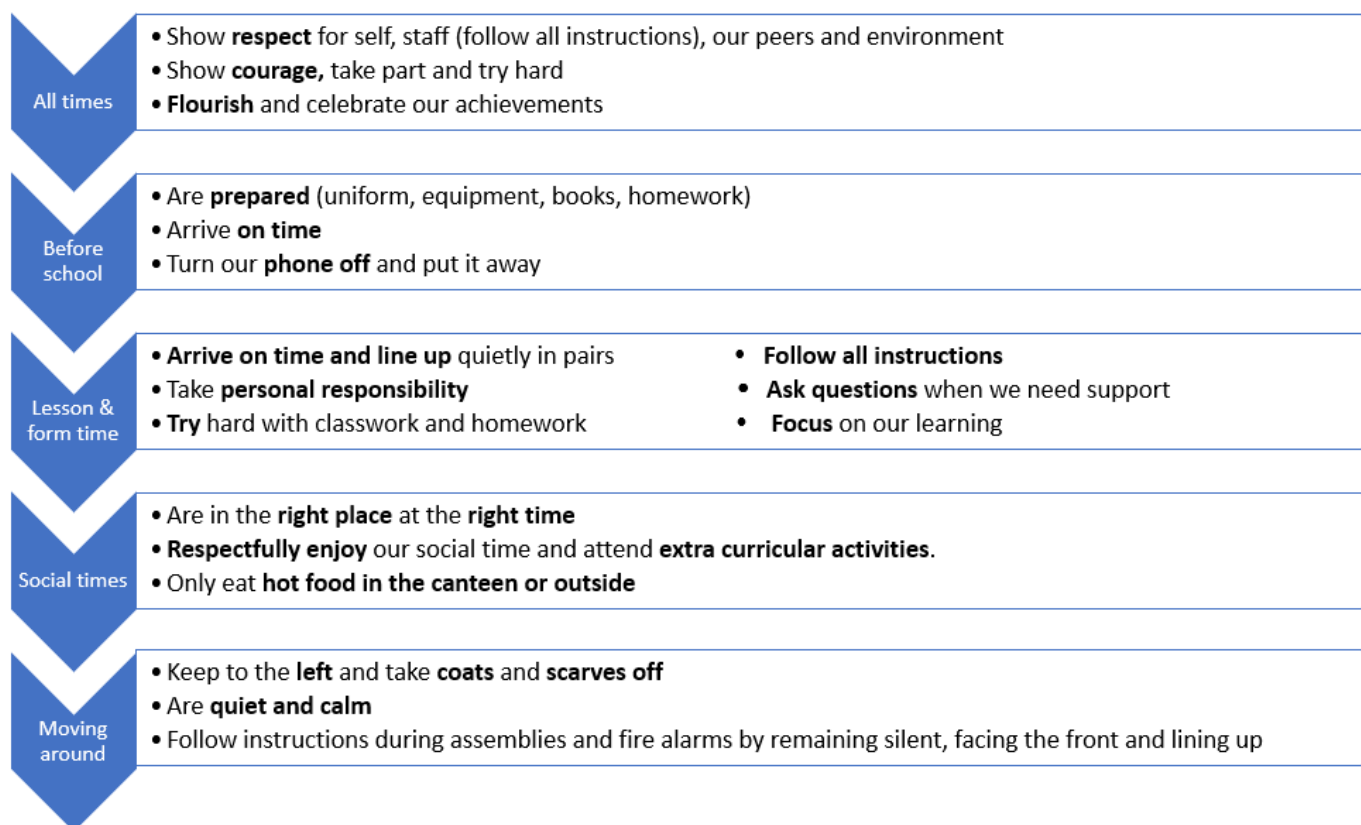 All times
• Show respect for self, staff (follow all instructions), our peers and environment
• Show courage, take part and try hard
• Flourish and celebrate our achievements
Before
school
• Are prepared (uniform, equipment, books, homework)
• Arrive on time
• Turn our phone off and put it away
Lesson &
form time
• Arrive on time and line up quietly in pairs
• Take personal responsibility
• Try hard with classwork and homework
• Follow all instructions
• Ask questions when we need support
• Focus on our learning
Social times
• Are in the right place at the right time
• Respectfully enjoy our social time and attend extra curricular activities.
• Only eat hot food in the canteen or outside
Moving
around
• Keep to the left and take coats and scarves off
• Are quiet and calm
• Follow instructions during assemblies and fire alarms by remaining silent, facing the front and lining up